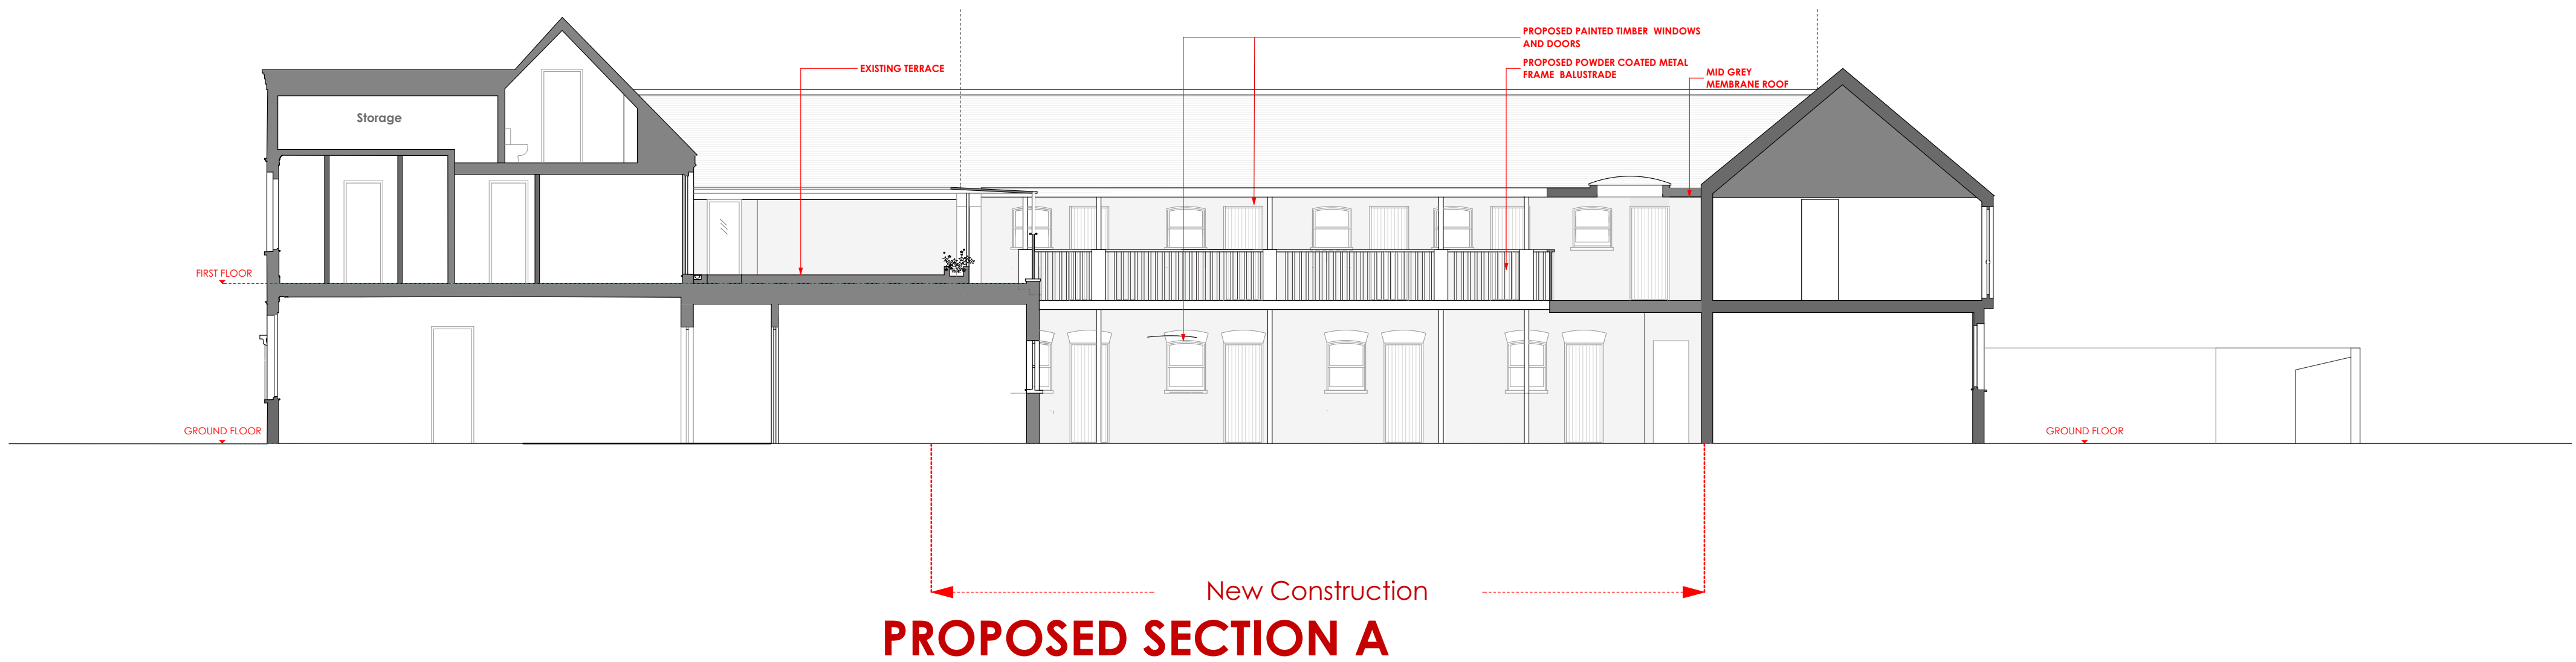 PROPOSED PAINTED TIMBER WINDOWS
AND DOORS
PROPOSED POWDER COATED METAL
FRAME BALUSTRADE
EXISTING TERRACE
MID GREY
MEMBRANE ROOF
Storage
FIRST FLOOR
GROUND FLOOR
GROUND FLOOR
New Construction
PROPOSED SECTION A